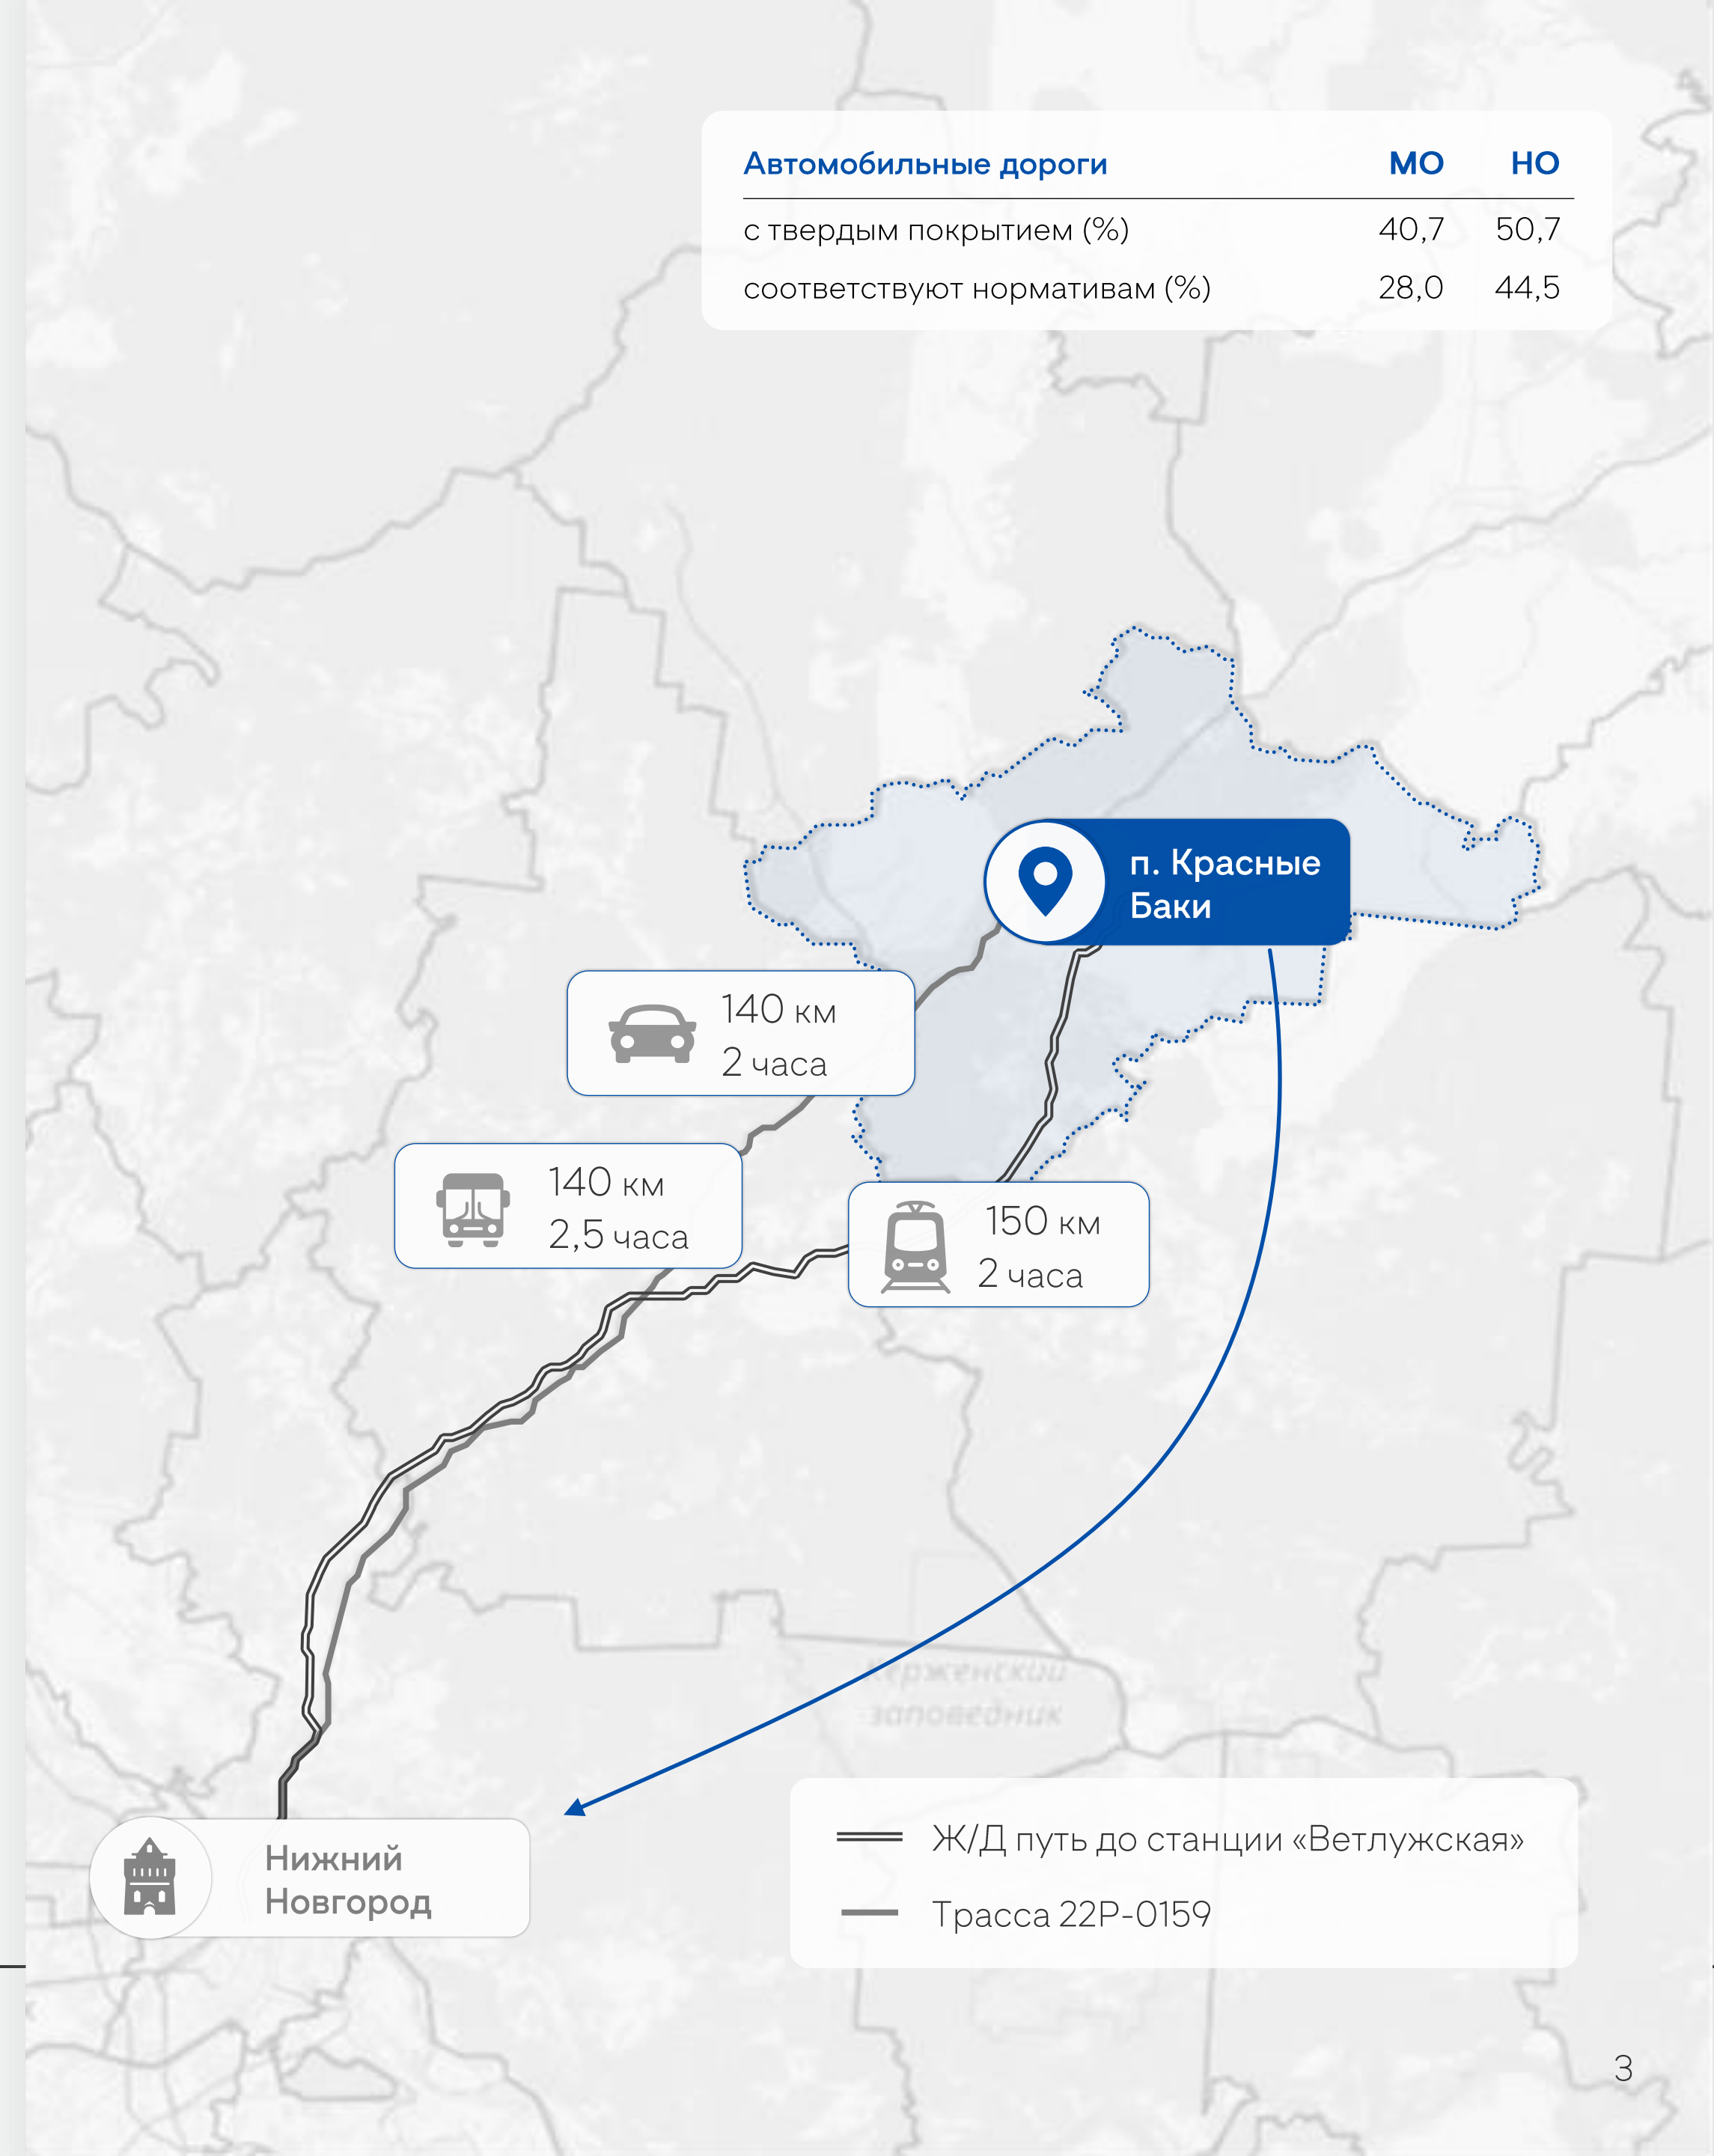 Автомобильные дороги МО НО
с твердым покрытием (%) 40,7 50,7
соответствуют нормативам (%) 28,0 44,5
п. Красные
Баки
140 км
2 часа
140 км
2,5 часа
150 км
2 часа
Керженский
заповедник
Нижний
Новгород
Ж/Д путь до станции «Ветлужская»
Трасса 22Р-0159
3